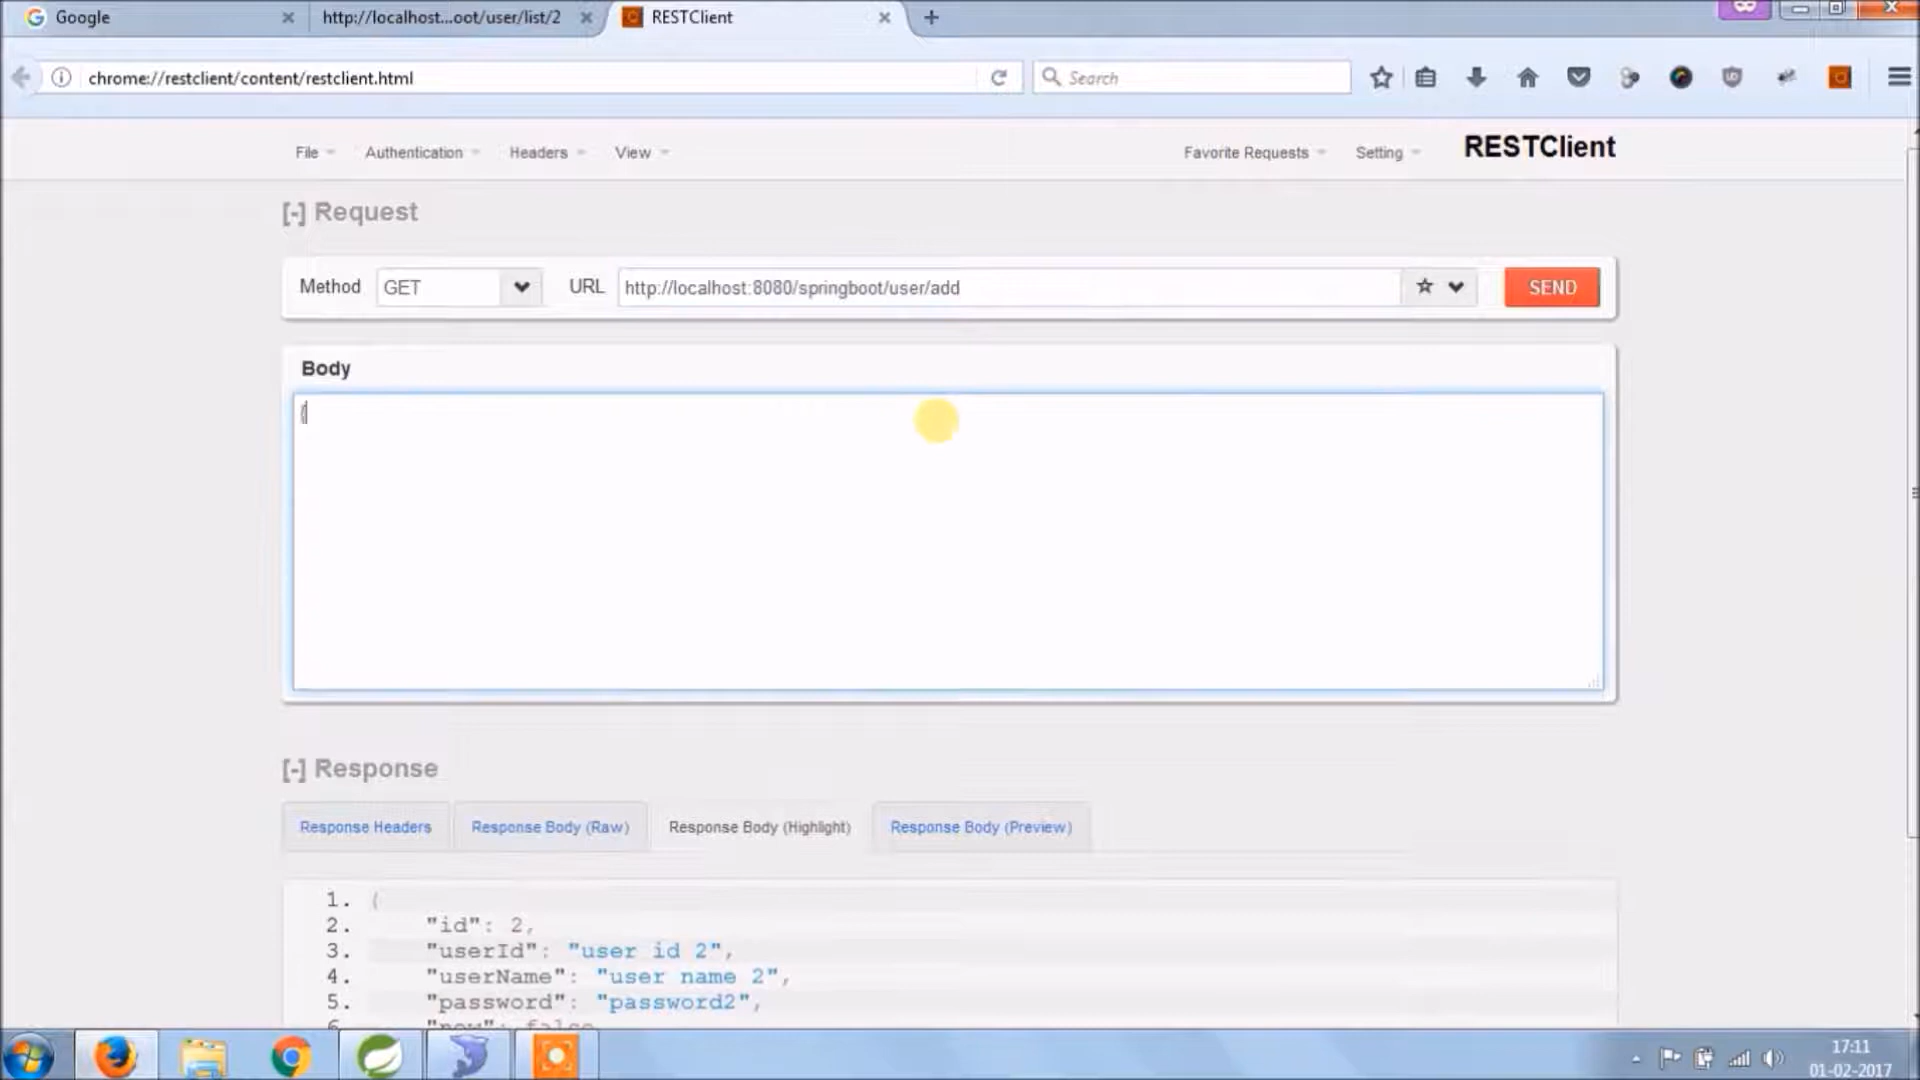 Google
http://localhost...oot/user/list/2
RESTClient
chrome://restclient/content/restclient.html
Search
File
Authentication
Headers
View
Favorite Requests
Setting
RESTClient
[-] Request
Method
GET
URL
http://localhost:8080/springboot/user/add
SEND
Body
{
[-] Response
Response Headers
Response Body (Raw)
Response Body (Highlight)
Response Body (Preview)
1. {
2. "id": 2,
3. "userId": "user id 2",
4. "userName": "user name 2",
5. "password": "password2",
6. "new": false
17:11
01-02-2017